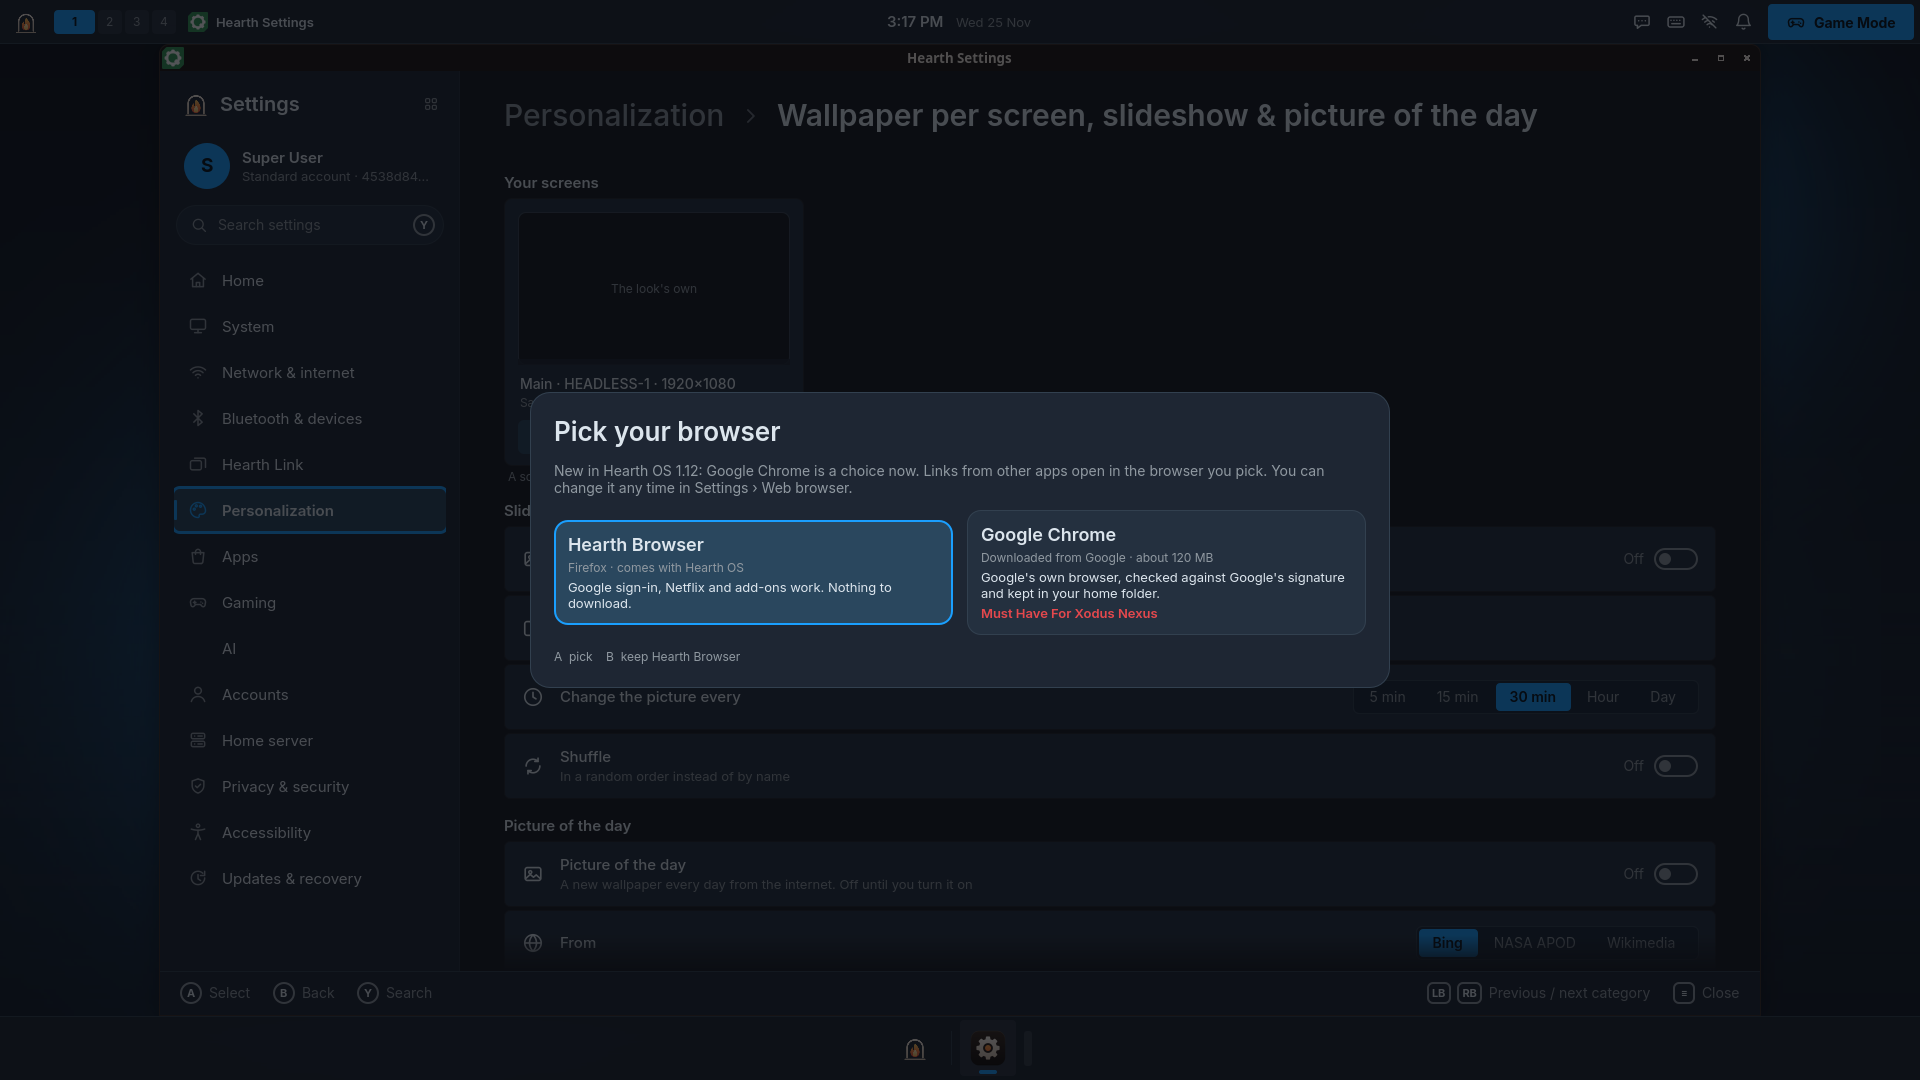 1 2 3 4 Hearth Settings
3:17 PM Wed 25 Nov
Game Mode
Hearth Settings
Settings
S
Super User
Standard account · 4538d84...
Search settings Y
Home
System
Network & internet
Bluetooth & devices
Hearth Link
Personalization
Apps
Gaming
AI
Accounts
Home server
Privacy & security
Accessibility
Updates & recovery
Personalization > Wallpaper per screen, slideshow & picture of the day
Your screens
The look's own
Main · HEADLESS-1 · 1920×1080
Pick your browser
New in Hearth OS 1.12: Google Chrome is a choice now. Links from other apps open in the browser you pick. You can
change it any time in Settings › Web browser.
Hearth Browser
Firefox · comes with Hearth OS
Google sign-in, Netflix and add-ons work. Nothing to
download.
Google Chrome
Downloaded from Google · about 120 MB
Google's own browser, checked against Google's signature
and kept in your home folder.
Must Have For Xodus Nexus
A pick B keep Hearth Browser
Off
Change the picture every
5 min 15 min 30 min Hour Day
Shuffle
In a random order instead of by name
Off
Picture of the day
Picture of the day
A new wallpaper every day from the internet. Off until you turn it on
Off
From
Bing NASA APOD Wikimedia
A Select B Back Y Search
LB RB Previous / next category ≡ Close